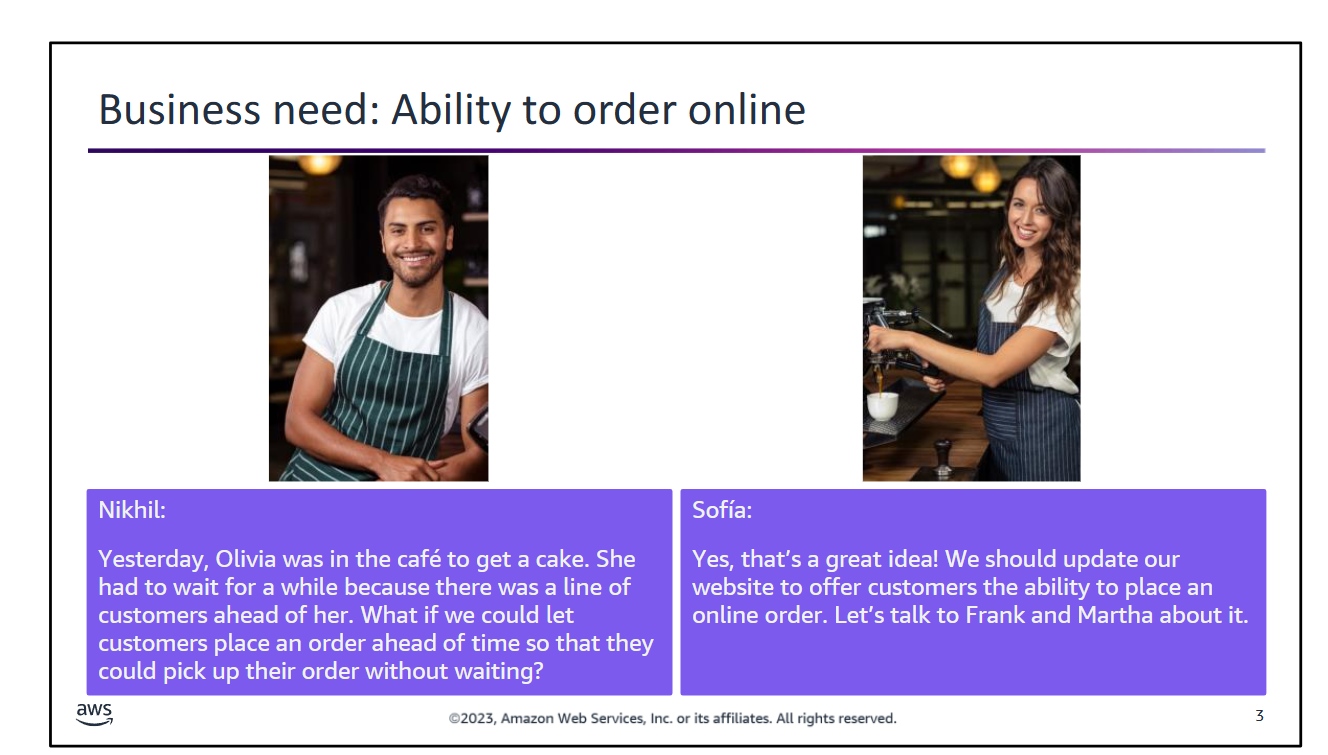 Business need: Ability to order online
Nikhil:
Yesterday, Olivia was in the café to get a cake. She
had to wait for a while because there was a line of
customers ahead of her. What if we could let
customers place an order ahead of time so that they
could pick up their order without waiting?
Sofía:
Yes, that’s a great idea! We should update our
website to offer customers the ability to place an
online order. Let’s talk to Frank and Martha about it.
aws
©2023, Amazon Web Services, Inc. or its affiliates. All rights reserved.
3